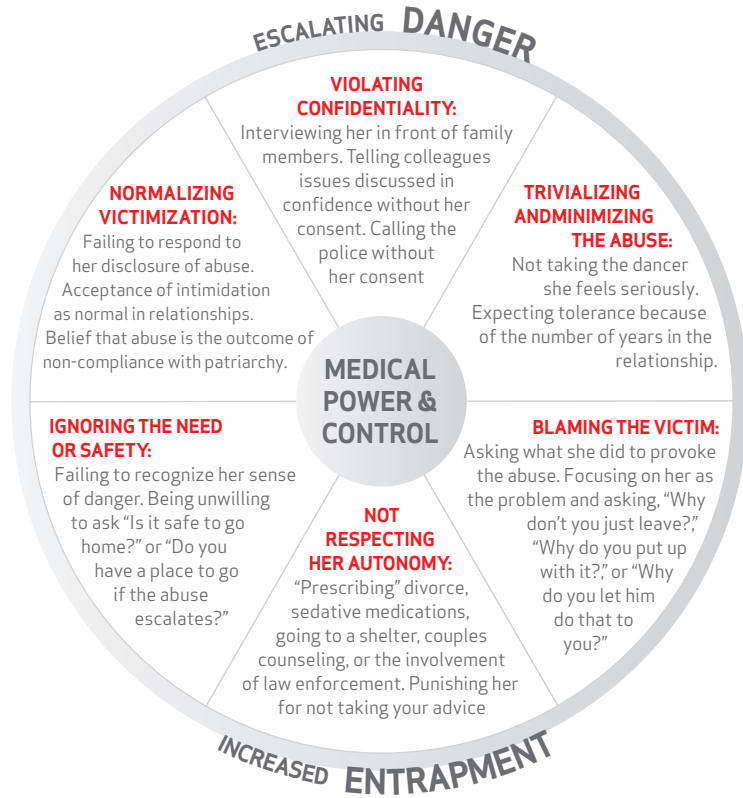 ESCALATING DANGER
VIOLATING
CONFIDENTIALITY:
Interviewing her in front of family
members. Telling colleagues
issues discussed in
confidence without her
consent. Calling the
police without
her consent
TRIVIALIZING
ANDMINIMIZING
THE ABUSE:
Not taking the dancer
she feels seriously.
Expecting tolerance because
of the number of years in the
relationship.
BLAMING THE VICTIM:
Asking what she did to provoke
the abuse. Focusing on her as
the problem and asking, “Why
don’t you just leave?,”
“Why do you put up
with it?,” or “Why
do you let him
do that to
you?”
NOT
RESPECTING
HER AUTONOMY:
“Prescribing” divorce,
sedative medications,
going to a shelter, couples
counseling, or the involvement
of law enforcement. Punishing her
for not taking your advice
IGNORING THE NEED
OR SAFETY:
Failing to recognize her sense
of danger. Being unwilling
to ask “Is it safe to go
home?” or “Do you
have a place to go
if the abuse
escalates?”
NORMALIZING
VICTIMIZATION:
Failing to respond to
her disclosure of abuse.
Acceptance of intimidation
as normal in relationships.
Belief that abuse is the outcome of
non-compliance with patriarchy.
MEDICAL
POWER &
CONTROL
INCREASED ENTRAPMENT